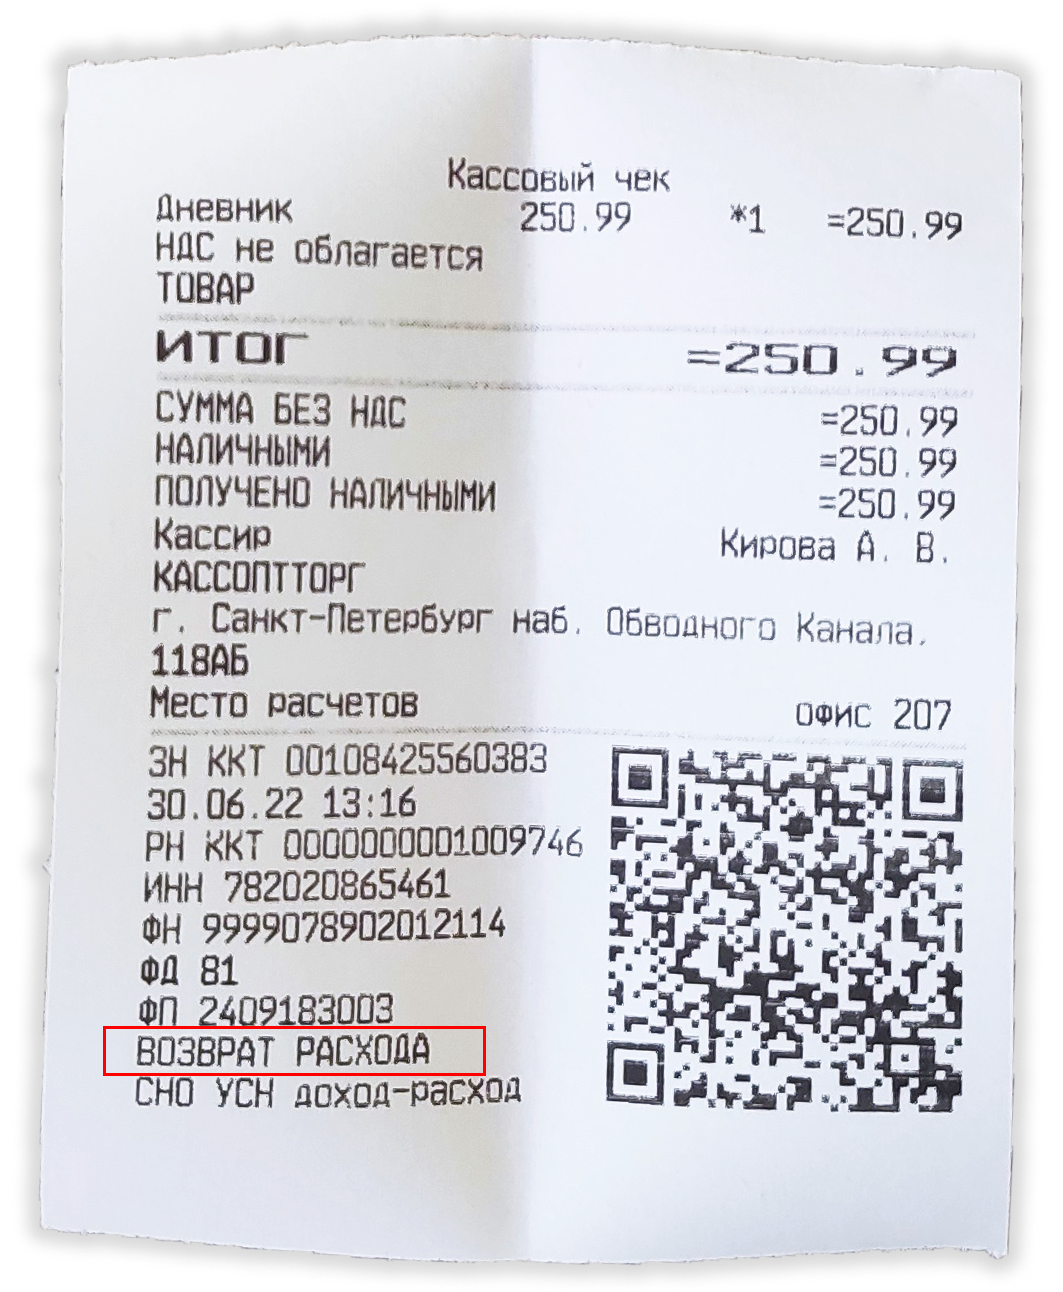 Кассовый чек
Дневник 250.99 *1 =250.99
НДС не облагается
ТОВАР
ИТОГ =250.99
СУММА БЕЗ НДС =250.99
НАЛИЧНЫМИ =250.99
ПОЛУЧЕНО НАЛИЧНЫМИ =250.99
Кассир Кирова А. В.
КАССОПТТОРГ
г. Санкт-Петербург наб. Обводного Канала,
118АБ
Место расчетов ОФИС 207
ЗН ККТ 00108425560383
30.06.22 13:16
РН ККТ 0000000001009746
ИНН 782020865461
ФН 9999078902012114
ФД 81
ФП 2409183003
ВОЗВРАТ РАСХОДА
СНО УСН доход-расход